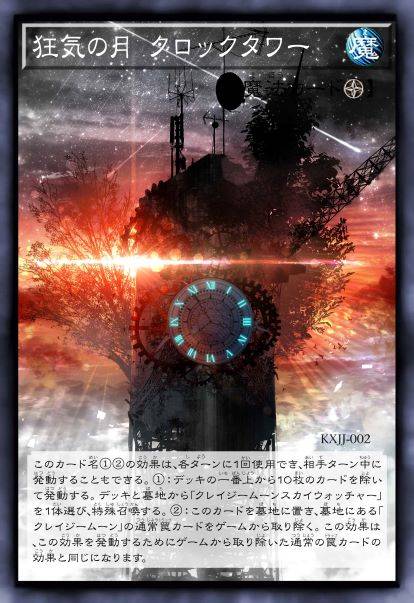 狂気の月 クロックタワー
魔
魔法カード
KXJJ-002
このカード名①②の効果は、各ターンに1回使用でき、相手ターン中に
発動することもできる。①:デッキの一番上から10枚のカードを除い
て発動する。デッキと墓地から「クレイジームーンスカイウォッチャー」
を1体選び、特殊召喚する。②:このカードを墓地に置き、墓地にある「
クレイジームーン」の通常罠カードをゲームから取り除く。この効果は
、この効果を発動するためにゲームから取り除いた通常の罠カードの
効果と同じになります。